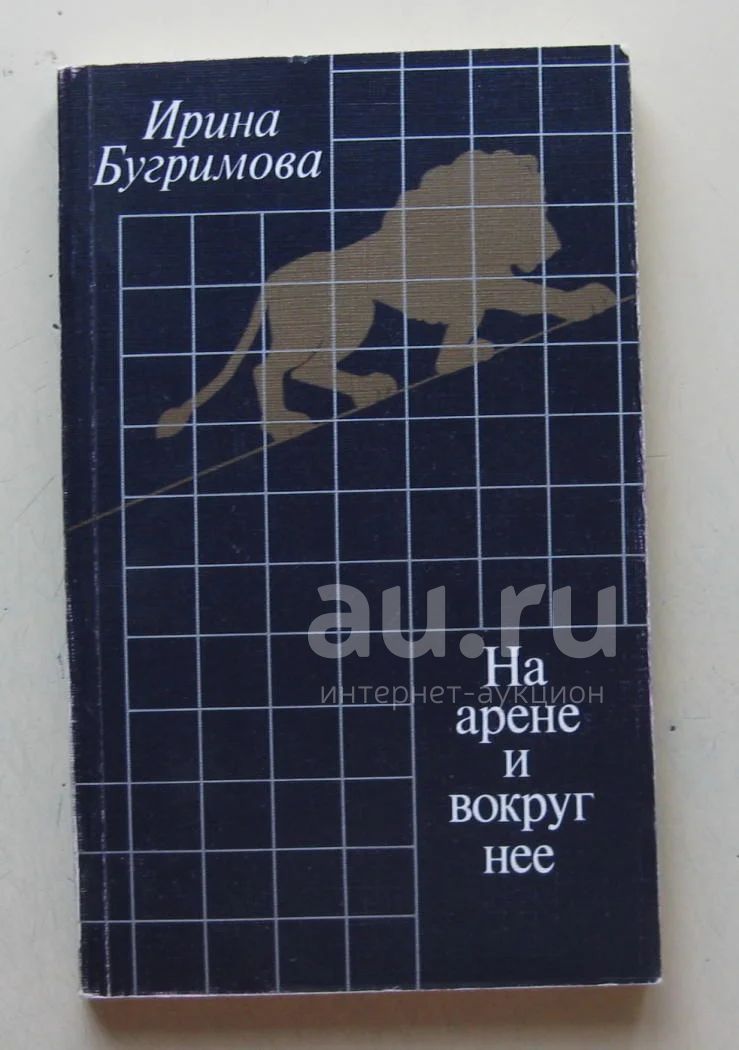 Ирина
Бугримова
au.ru
интернет-аукцион
На
арене
и
вокруг
нее